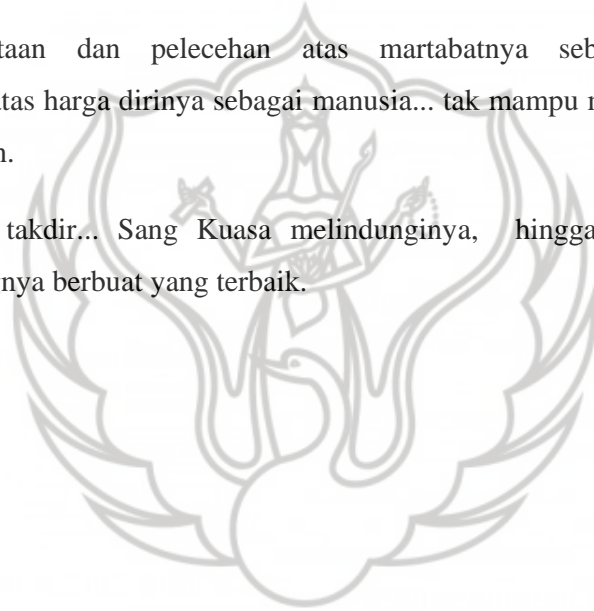 taan dan pelecehan atas martabatnya seb
atas harga dirinya sebagai manusia... tak mampu
n.
takdir... Sang Kuasa melindunginya, hingga
nya berbuat yang terbaik.